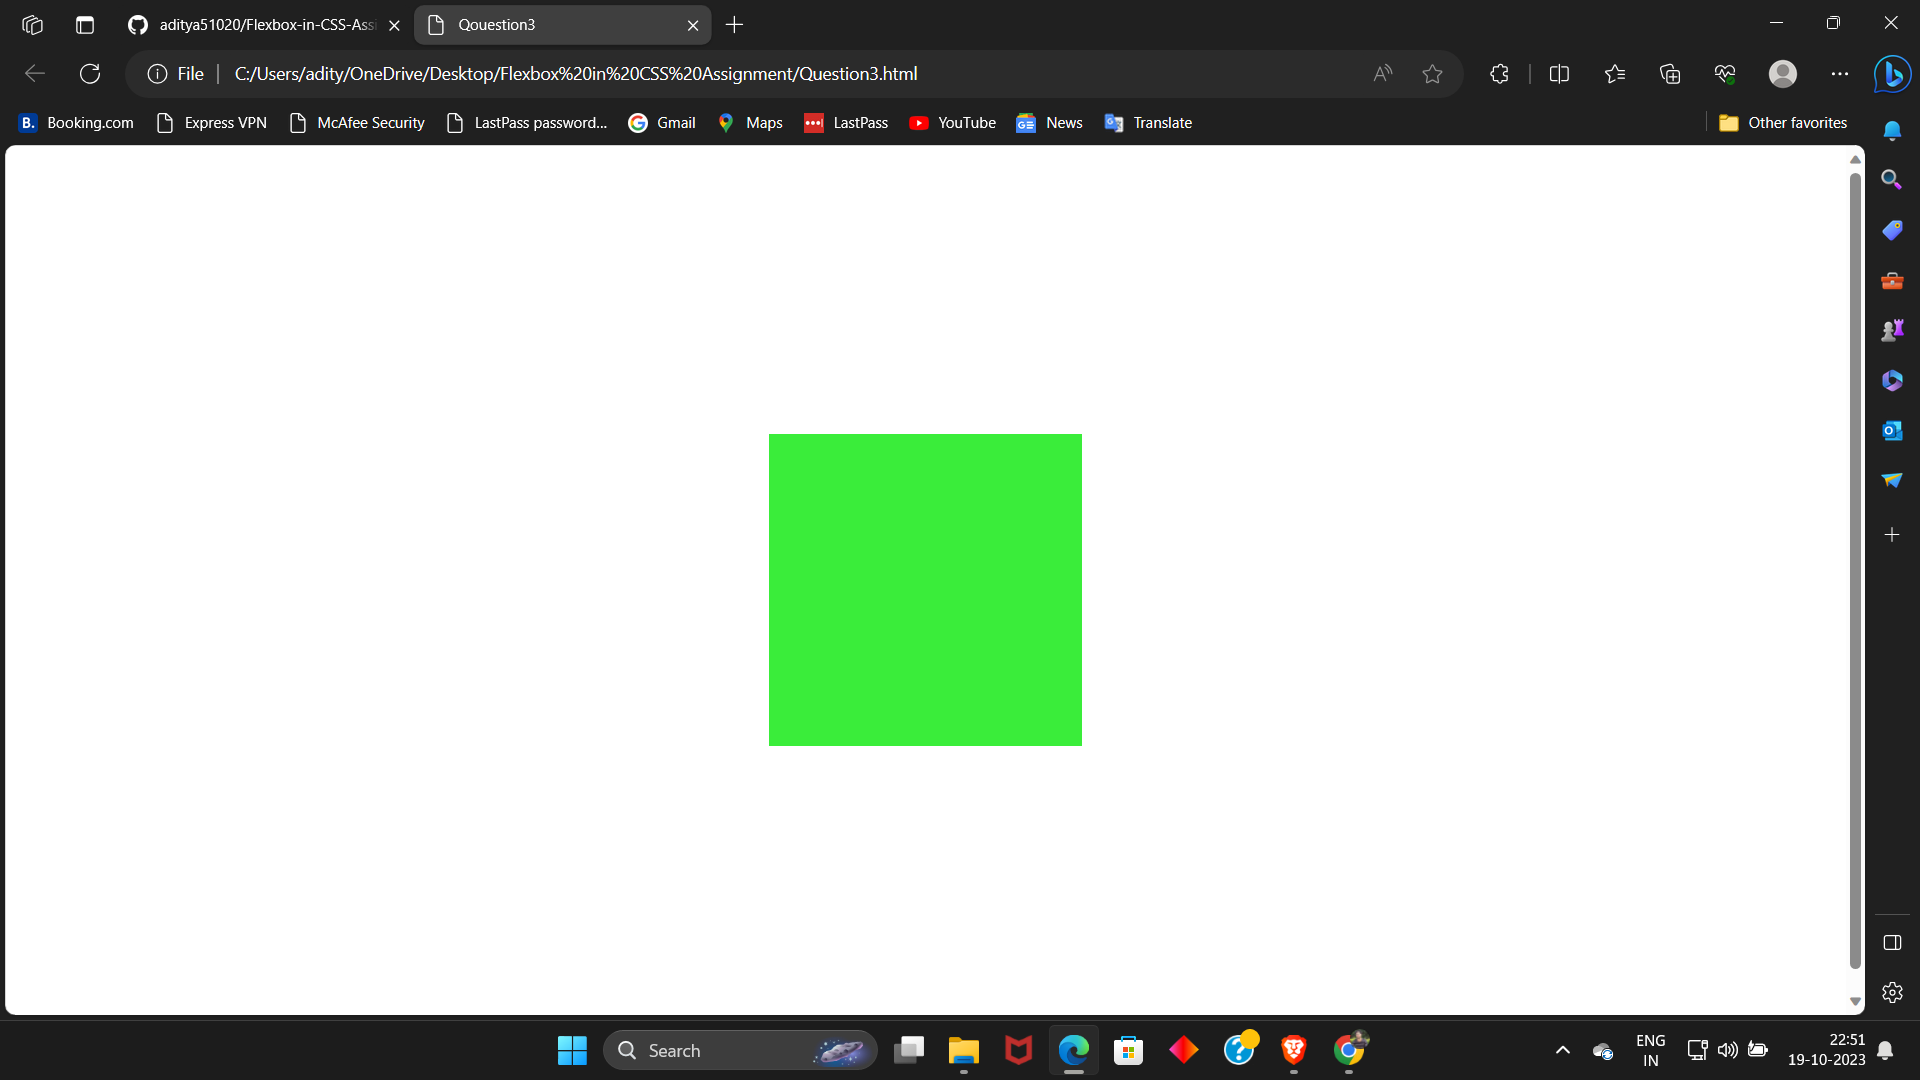 aditya51020/Flexbox-in-CSS-Assi
Qouestion3
File
C:/Users/adity/OneDrive/Desktop/Flexbox%20in%20CSS%20Assignment/Question3.html
B. Booking.com
Express VPN
McAfee Security
LastPass password...
Gmail
Maps
LastPass
YouTube
News
Translate
Other favorites
Search
ENG
IN
22:51
19-10-2023